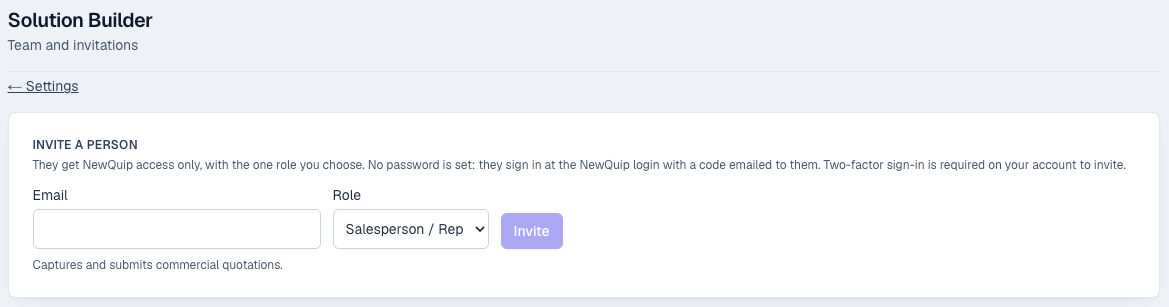 Solution Builder
Team and invitations
← Settings
INVITE A PERSON
They get NewQuip access only, with the one role you choose. No password is set: they sign in at the NewQuip login with a code emailed to them. Two-factor sign-in is required on your account to invite.
Email
Role
Salesperson / Rep
Invite
Captures and submits commercial quotations.